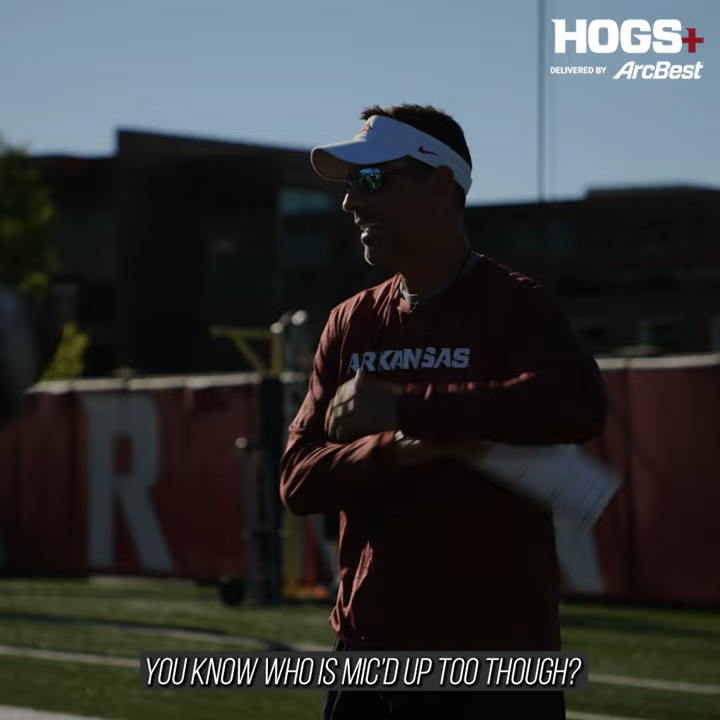 HOGS+
DELIVERED BY ArcBest
ARKANSAS
R
YOU KNOW WHO IS MIC'D UP TOO THOUGH?